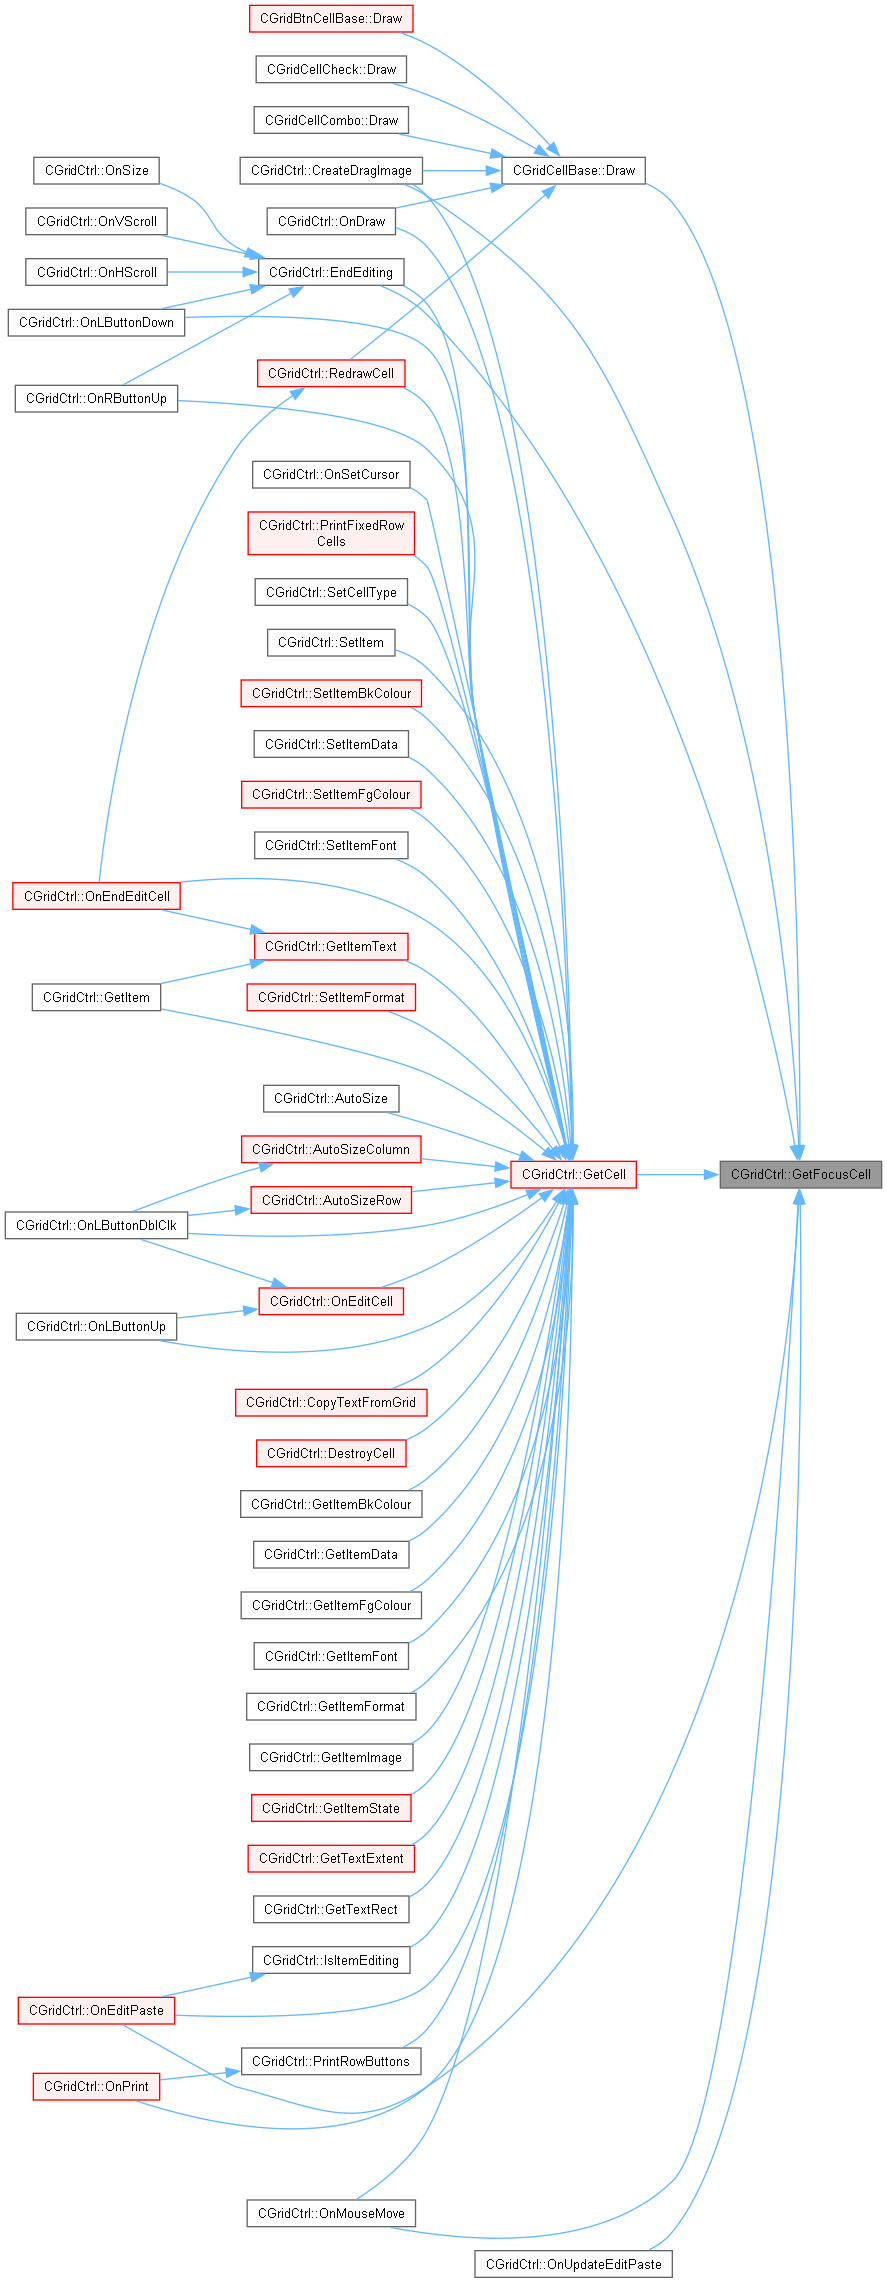 CGridBtnCellBase::Draw
CGridCellCheck::Draw
CGridCellCombo::Draw
CGridCtrl::OnSize
CGridCtrl::CreateDragImage
CGridCellBase::Draw
CGridCtrl::OnVScroll
CGridCtrl::OnDraw
CGridCtrl::OnHScroll
CGridCtrl::EndEditing
CGridCtrl::OnLButtonDown
CGridCtrl::RedrawCell
CGridCtrl::OnRButtonUp
CGridCtrl::OnSetCursor
CGridCtrl::PrintFixedRow
Cells
CGridCtrl::SetCellType
CGridCtrl::SetItem
CGridCtrl::SetItemBkColour
CGridCtrl::SetItemData
CGridCtrl::SetItemFgColour
CGridCtrl::SetItemFont
CGridCtrl::OnEndEditCell
CGridCtrl::GetItemText
CGridCtrl::GetItem
CGridCtrl::SetItemFormat
CGridCtrl::AutoSize
CGridCtrl::AutoSizeColumn
CGridCtrl::GetCell
CGridCtrl::GetFocusCell
CGridCtrl::AutoSizeRow
CGridCtrl::OnLButtonDblClk
CGridCtrl::OnEditCell
CGridCtrl::OnLButtonUp
CGridCtrl::CopyTextFromGrid
CGridCtrl::DestroyCell
CGridCtrl::GetItemBkColour
CGridCtrl::GetItemData
CGridCtrl::GetItemFgColour
CGridCtrl::GetItemFont
CGridCtrl::GetItemFormat
CGridCtrl::GetItemImage
CGridCtrl::GetItemState
CGridCtrl::GetTextExtent
CGridCtrl::GetTextRect
CGridCtrl::IsItemEditing
CGridCtrl::OnEditPaste
CGridCtrl::PrintRowButtons
CGridCtrl::OnPrint
CGridCtrl::OnMouseMove
CGridCtrl::OnUpdateEditPaste